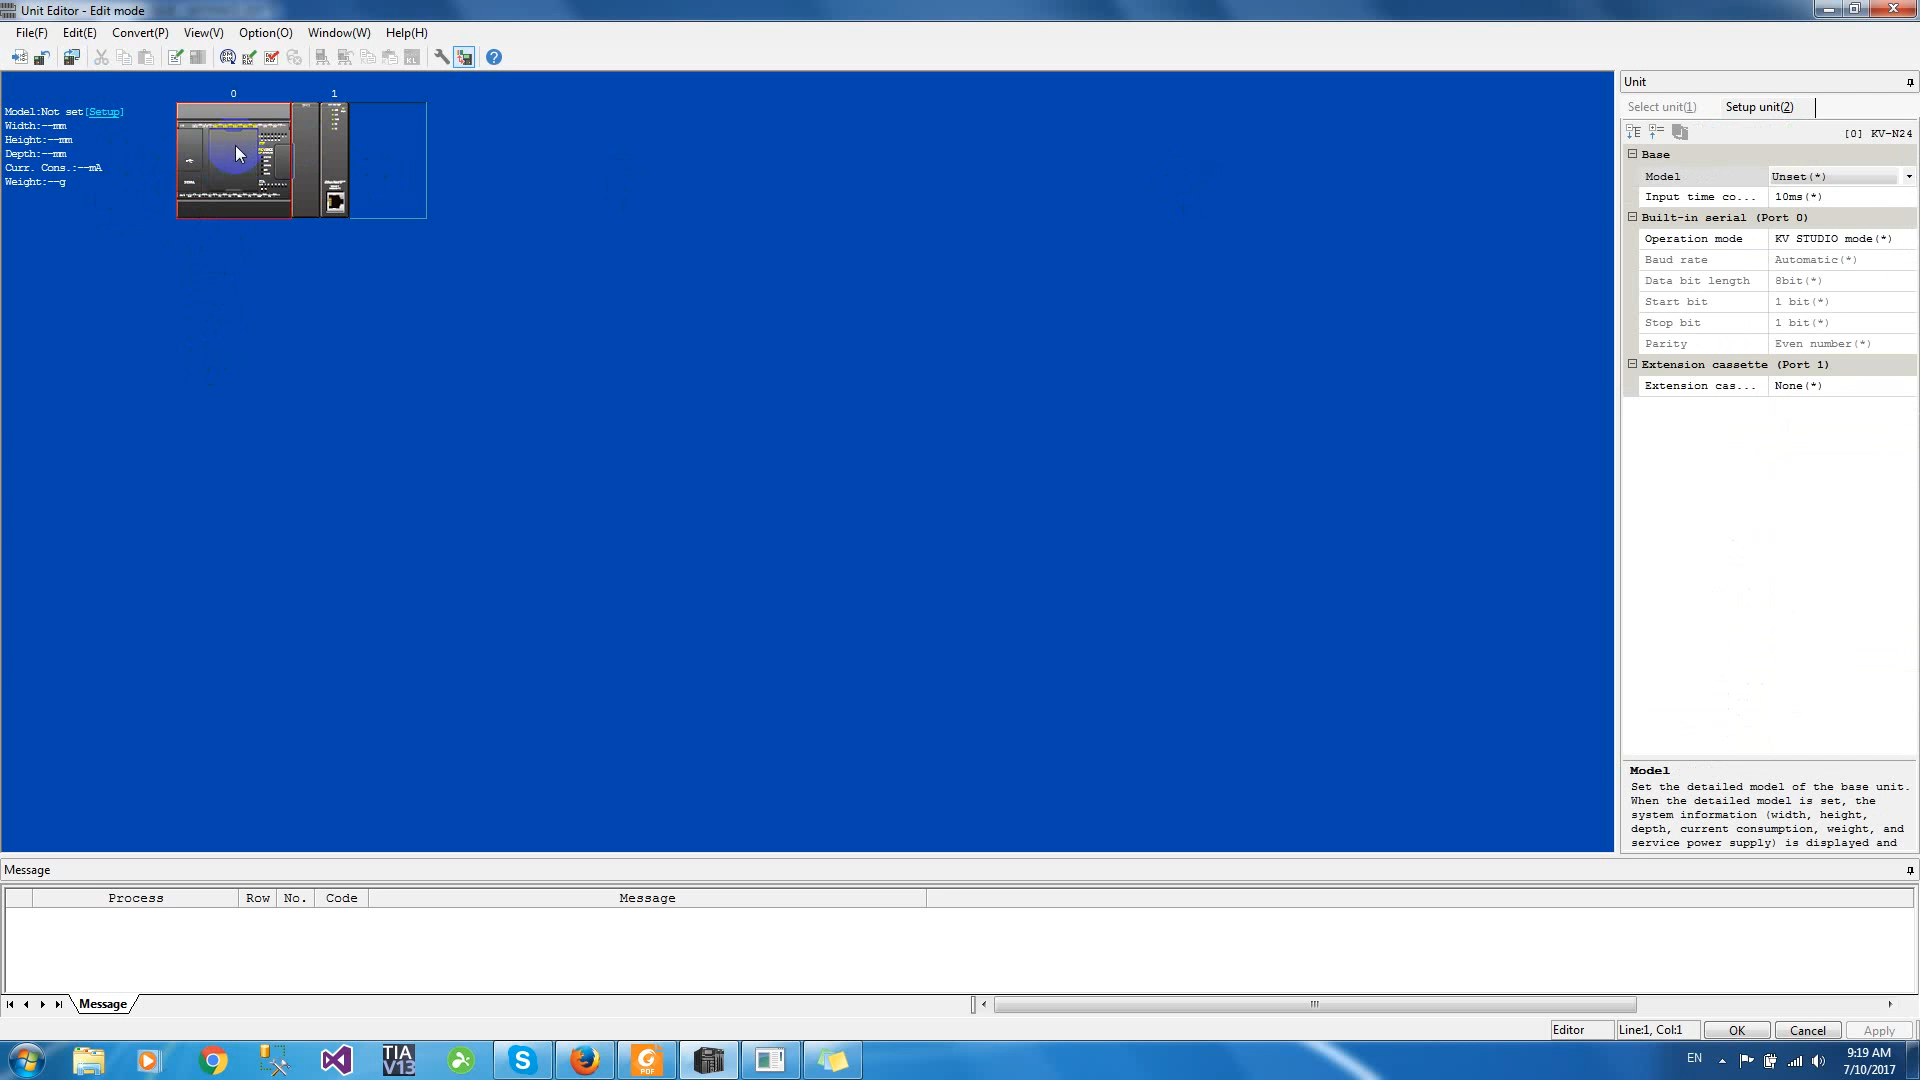 Unit Editor - Edit mode
File(F) Edit(E) Convert(P) View(V) Option(O) Window(W) Help(H)
0 1
Model:Not set[Setup]
Width:--mm
Height:--mm
Depth:--mm
Curr. Cons.:--mA
Weight:--g
Unit
Select unit(1) Setup unit(2)
[0] KV-N24
Base
Model Unset(*)
Input time co... 10ms(*)
Built-in serial (Port 0)
Operation mode KV STUDIO mode(*)
Baud rate Automatic(*)
Data bit length 8bit(*)
Start bit 1 bit(*)
Stop bit 1 bit(*)
Parity Even number(*)
Extension cassette (Port 1)
Extension cas... None(*)
Model
Set the detailed model of the base unit.
When the detailed model is set, the
system information (width, height,
depth, current consumption, weight, and
service power supply) is displayed and
Message
Process Row No. Code Message
Message
Editor Line:1, Col:1 OK Cancel Apply
TIA
V13
PDF
EN
9:19 AM
7/10/2017